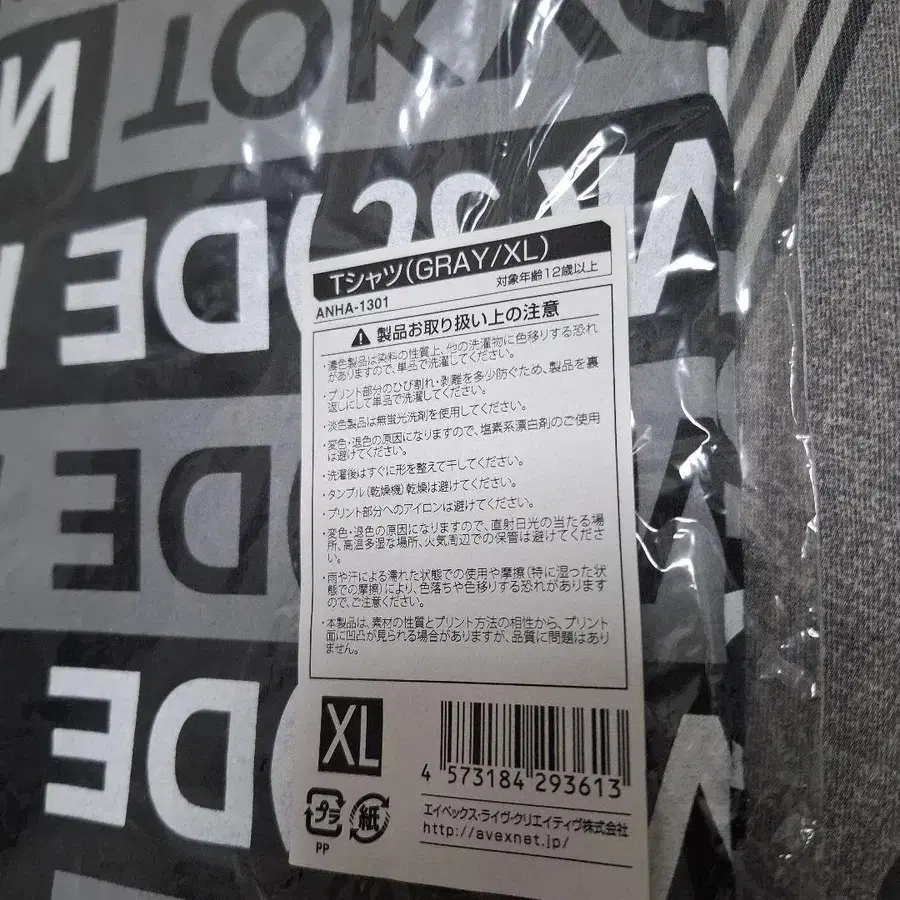 Tシャツ(GRAY/XL)
ANHA-1301
対象年齢12歳以上
製品お取り扱い上の注意
・濃色製品は染料の性質上、他の洗濯物に色移りする恐れ
がありますので、単品で洗濯してください。
・プリント部分のひび割れ・剥離を多少防ぐため、製品を裏
返しにして単品で洗濯してください。
・淡色製品は無蛍光洗剤を使用してください。
・変色・退色の原因になりますので、塩素系漂白剤のご使用
は避けてください。
・洗濯後はすぐに形を整えて干してください。
・タンブル(乾燥機)乾燥は避けてください。
・プリント部分へのアイロンは避けてください。
・変色・退色の原因になりますので、直射日光の当たる場
所、高温多湿な場所、火気周辺での保管は避けてくださ
い。
・雨や汗による濡れた状態での使用や摩擦(特に湿った状
態での摩擦)により、色落ちや色移りする恐れがあります
ので、ご注意ください。
・本製品は、素材の性質とプリント方法の相性から、プリント
面に凹凸が見られる場合がありますが、品質に問題はあり
ません。
XL
4 573184 293613
プラ
紙
PP
エイベックス・ライヴ・クリエイティヴ株式会社
http://avexnet.jp/
DE
DE
DE